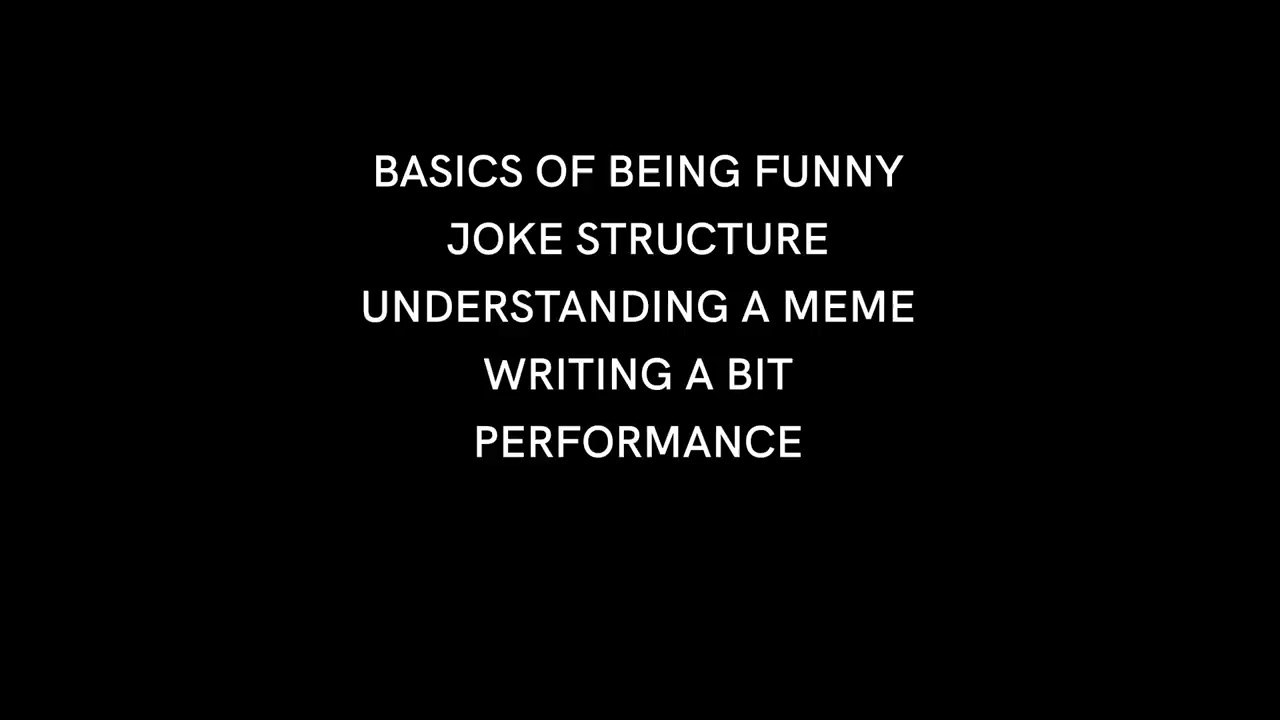 BASICS OF BEING FUNNY
JOKE STRUCTURE
UNDERSTANDING A MEME
WRITING A BIT
PERFORMANCE